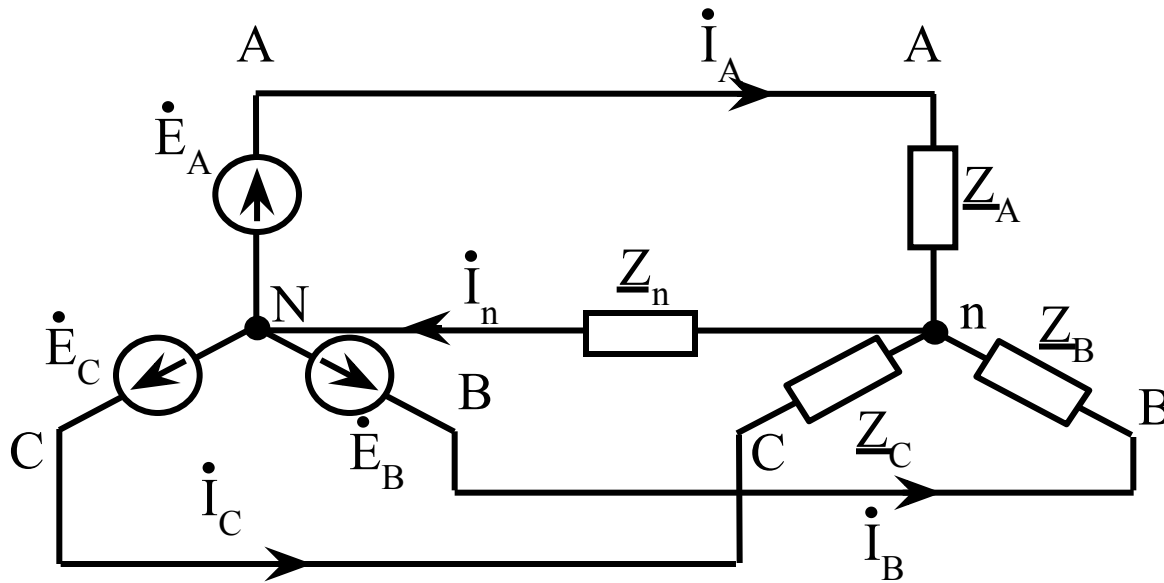 A İ_A A
Ė_A
Z_A
İ_n Z_n
N n
Ė_C Z_B
B B
C Ė_B C Z_C
İ_C
İ_B